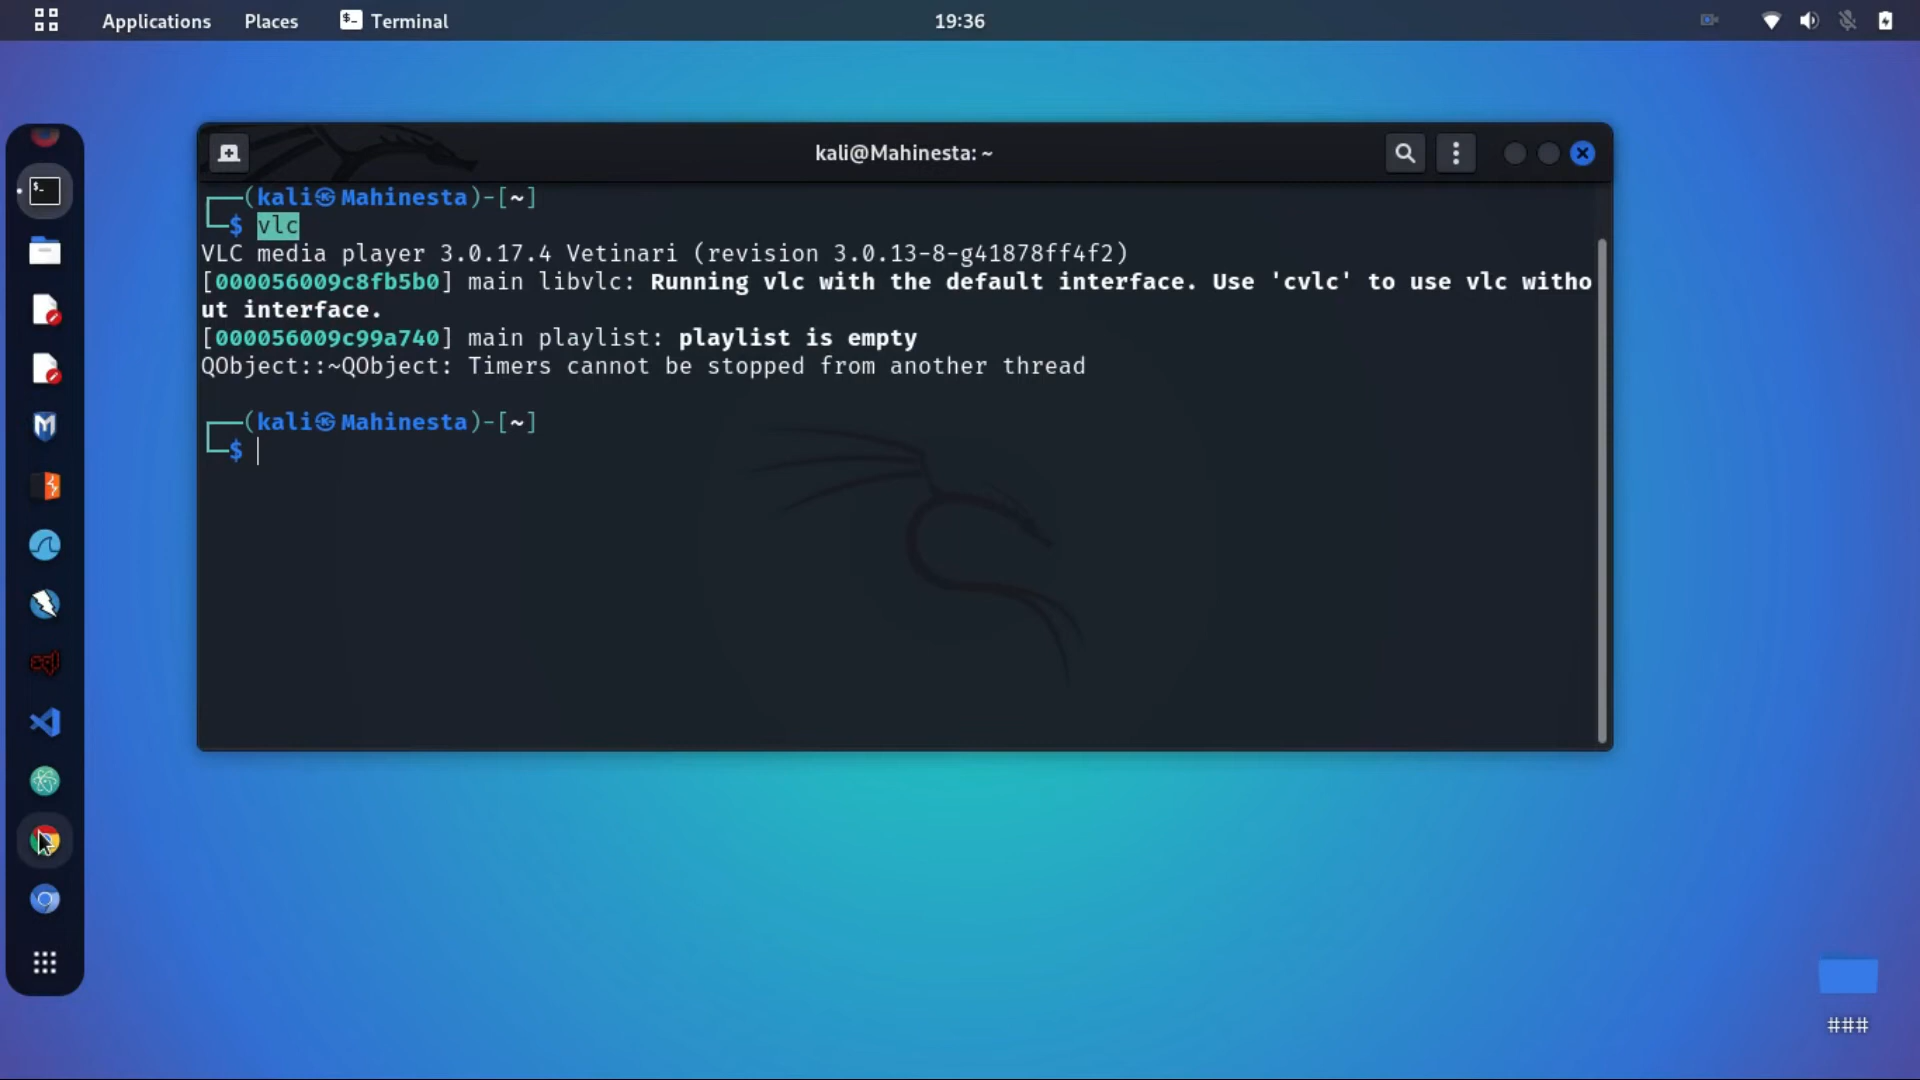 Applications Places Terminal 19:36
kali@Mahinesta: ~
┌──(kali㉿Mahinesta)-[~]
└─$ vlc
VLC media player 3.0.17.4 Vetinari (revision 3.0.13-8-g41878ff4f2)
[000056009c8fb5b0] main libvlc: Running vlc with the default interface. Use 'cvlc' to use vlc witho
ut interface.
[000056009c99a740] main playlist: playlist is empty
QObject::~QObject: Timers cannot be stopped from another thread
┌──(kali㉿Mahinesta)-[~]
└─$
###